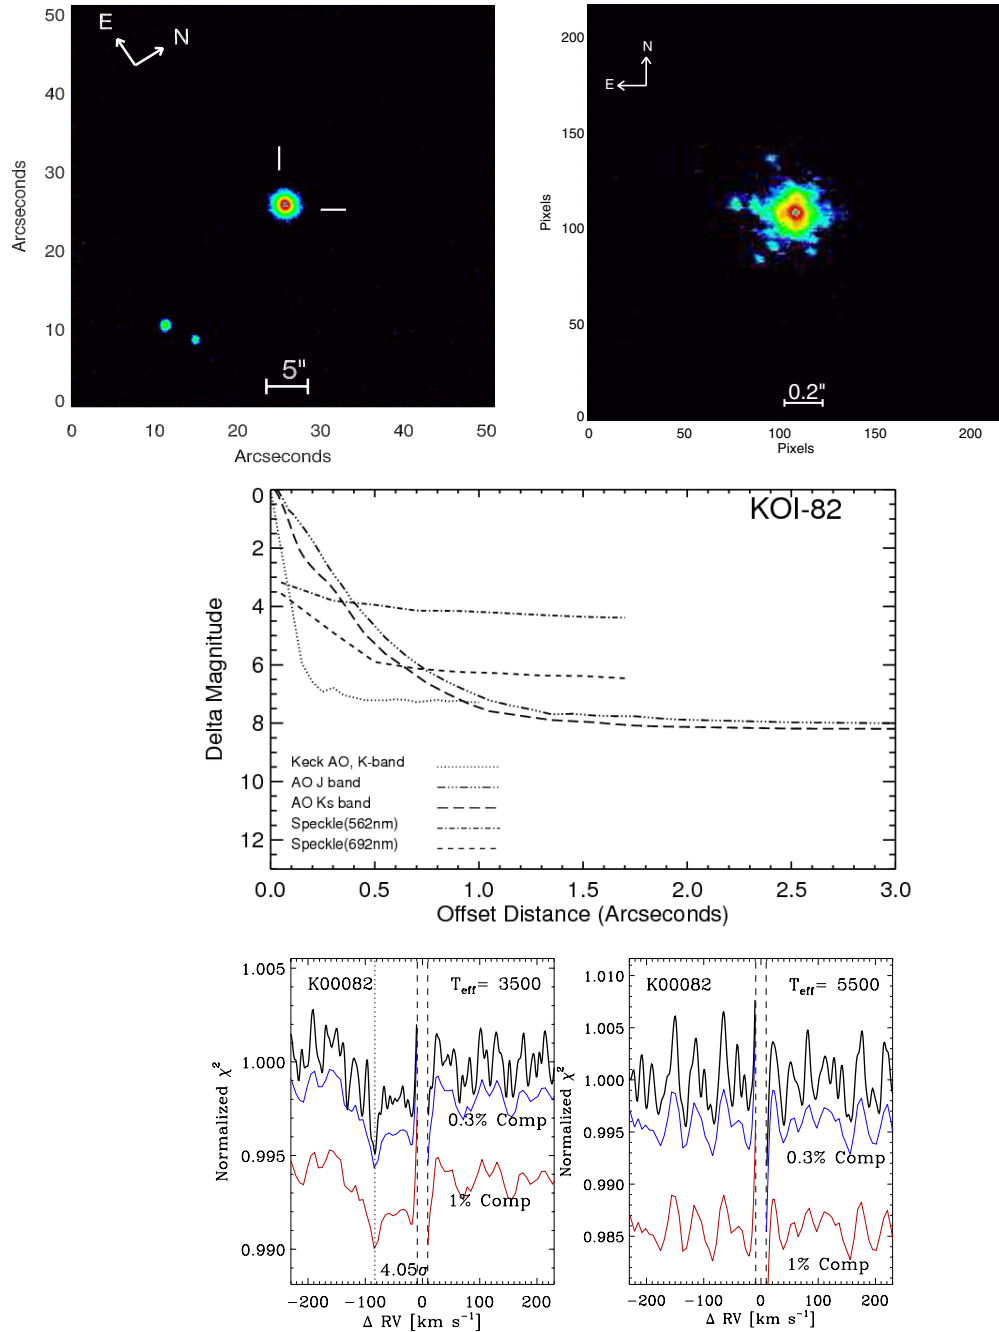 50
40
30
20
10
0
Arcseconds
E
N
5"
0 10 20 30 40 50
Arcseconds
200
150
100
50
0
Pixels
N
E
0.2"
0 50 100 150 200
Pixels
KOI-82
0
2
4
6
8
10
12
Delta Magnitude
Keck AO, K-band
AO J band
AO Ks band
Speckle(562nm)
Speckle(692nm)
0.0 0.5 1.0 1.5 2.0 2.5 3.0
Offset Distance (Arcseconds)
1.005
1.000
0.995
0.990
Normalized χ²
K00082
Teff= 3500
0.3% Comp
1% Comp
4.05σ
−200 −100 0 100 200
Δ RV [km s⁻¹]
1.010
1.005
1.000
0.995
0.990
0.985
Normalized χ²
K00082
Teff= 5500
0.3% Comp
1% Comp
−200 −100 0 100 200
Δ RV [km s⁻¹]